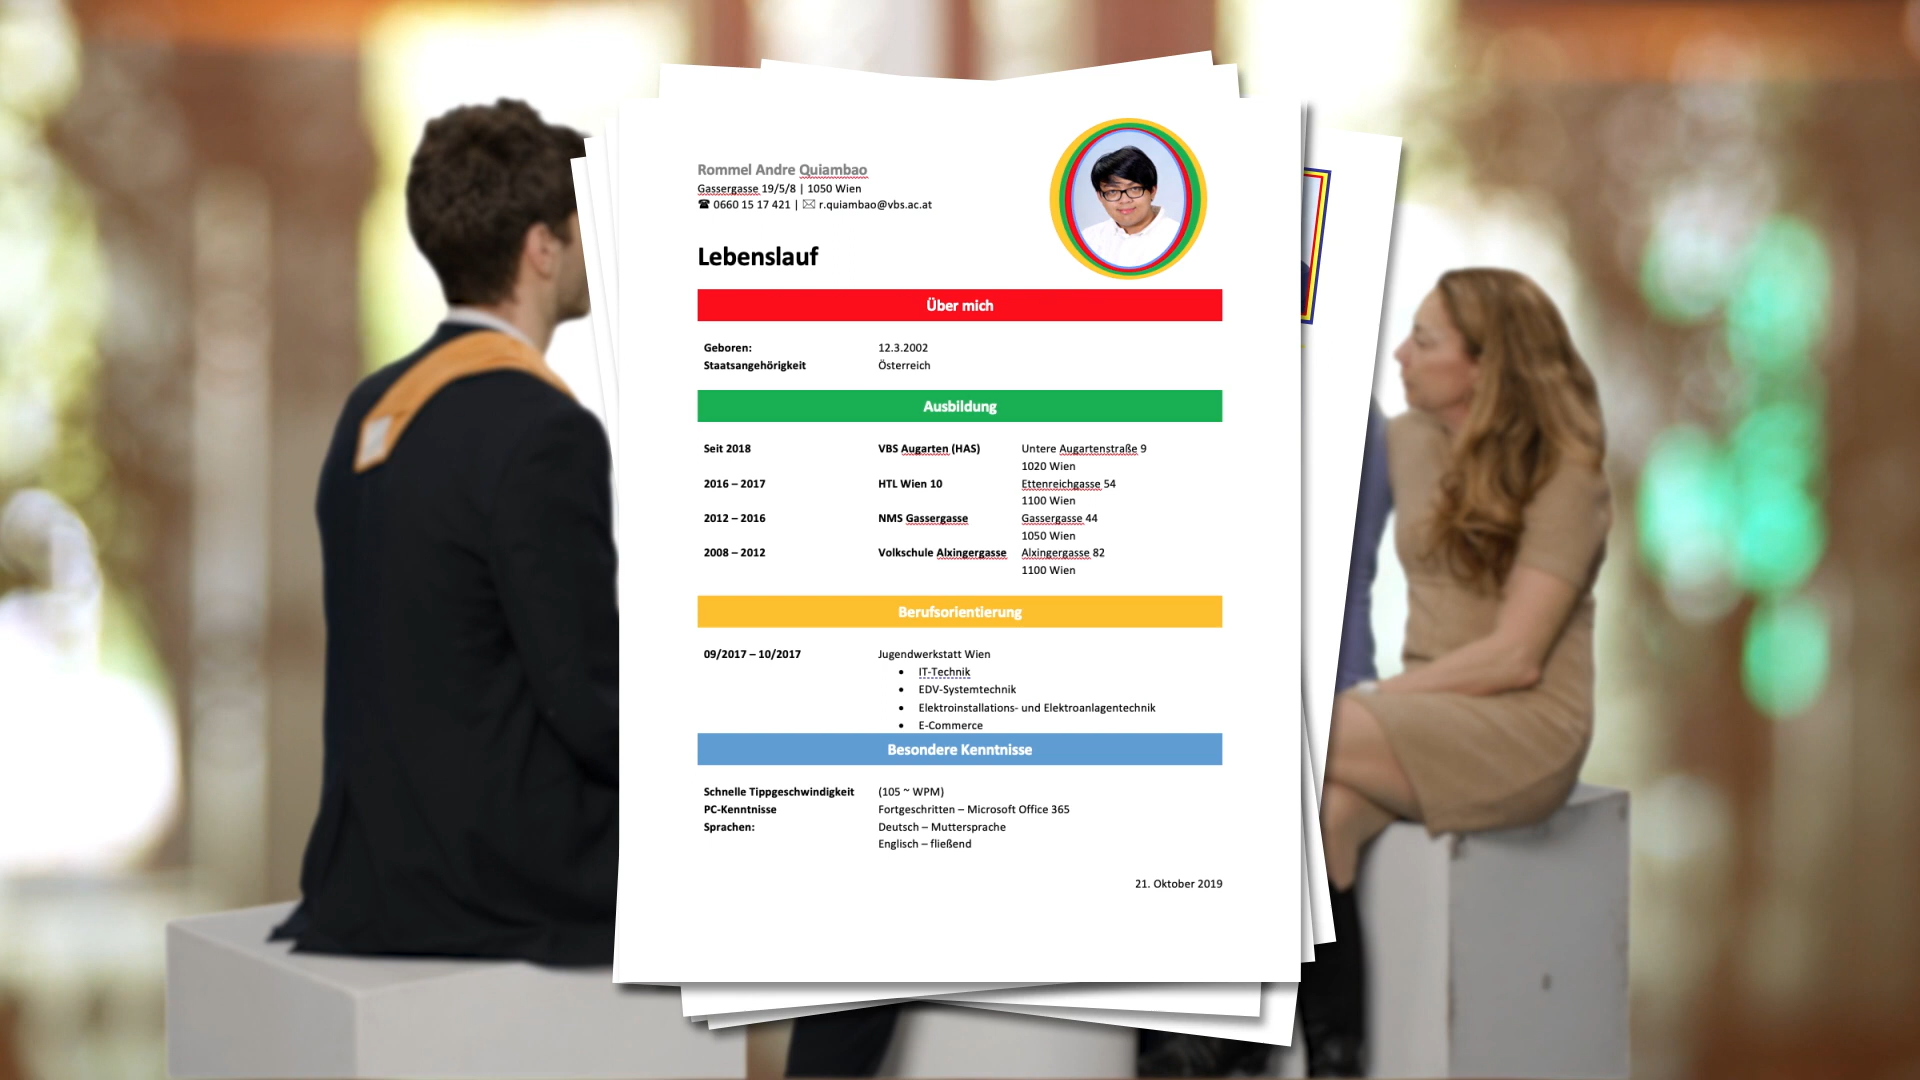 Rommel Andre Quiambao
Gassergasse 19/5/8 | 1050 Wien
☎ 0660 15 17 421 | ✉ r.quiambao@vbs.ac.at
Lebenslauf
Über mich
Geboren: 12.3.2002
Staatsangehörigkeit Österreich
Ausbildung
Seit 2018 VBS Augarten (HAS) Untere Augartenstraße 9
1020 Wien
2016 – 2017 HTL Wien 10 Ettenreichgasse 54
1100 Wien
2012 – 2016 NMS Gassergasse Gassergasse 44
1050 Wien
2008 – 2012 Volkschule Alxingergasse Alxingergasse 82
1100 Wien
Berufsorientierung
09/2017 – 10/2017 Jugendwerkstatt Wien
• IT-Technik
• EDV-Systemtechnik
• Elektroinstallations- und Elektroanlagentechnik
• E-Commerce
Besondere Kenntnisse
Schnelle Tippgeschwindigkeit (105 ~ WPM)
PC-Kenntnisse Fortgeschritten – Microsoft Office 365
Sprachen: Deutsch – Muttersprache
Englisch – fließend
21. Oktober 2019